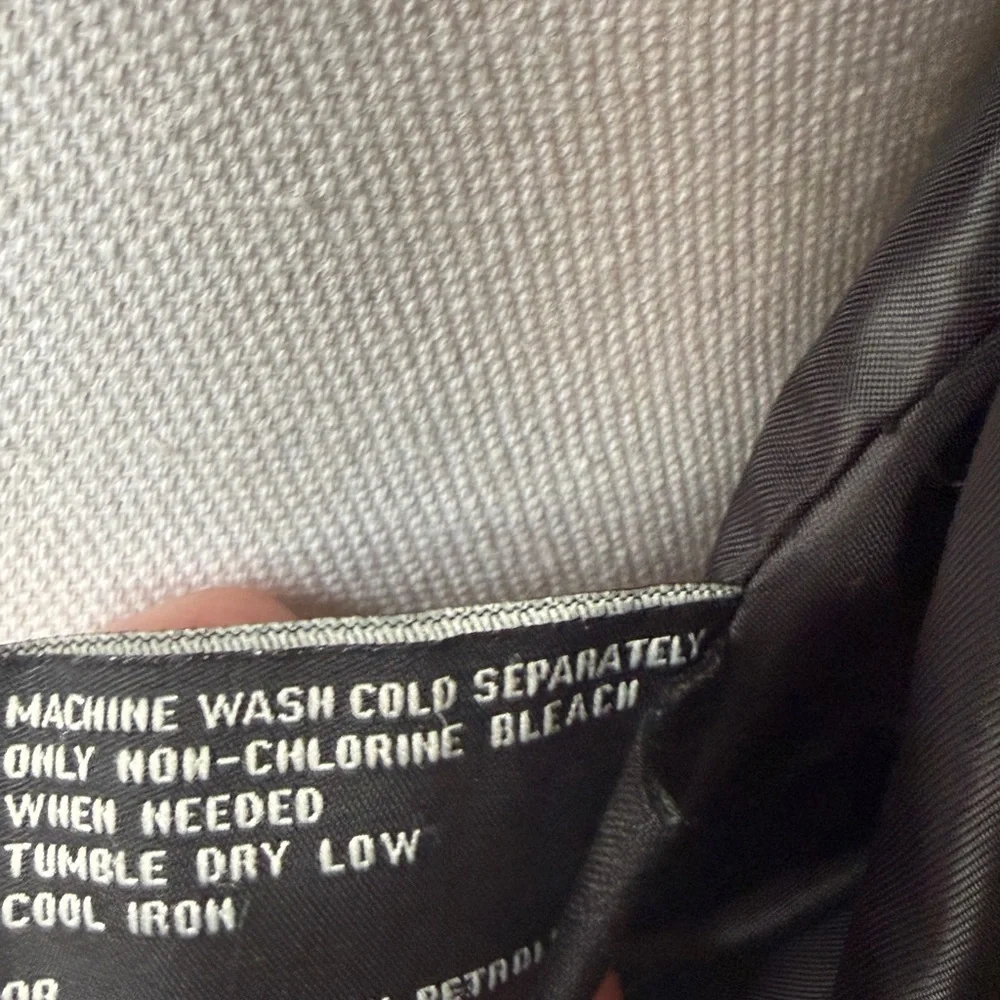 MACHINE WASH COLD SEPARATELY
ONLY NON-CHLORINE BLEACH
WHEN NEEDED
TUMBLE DRY LOW
COOL IRON